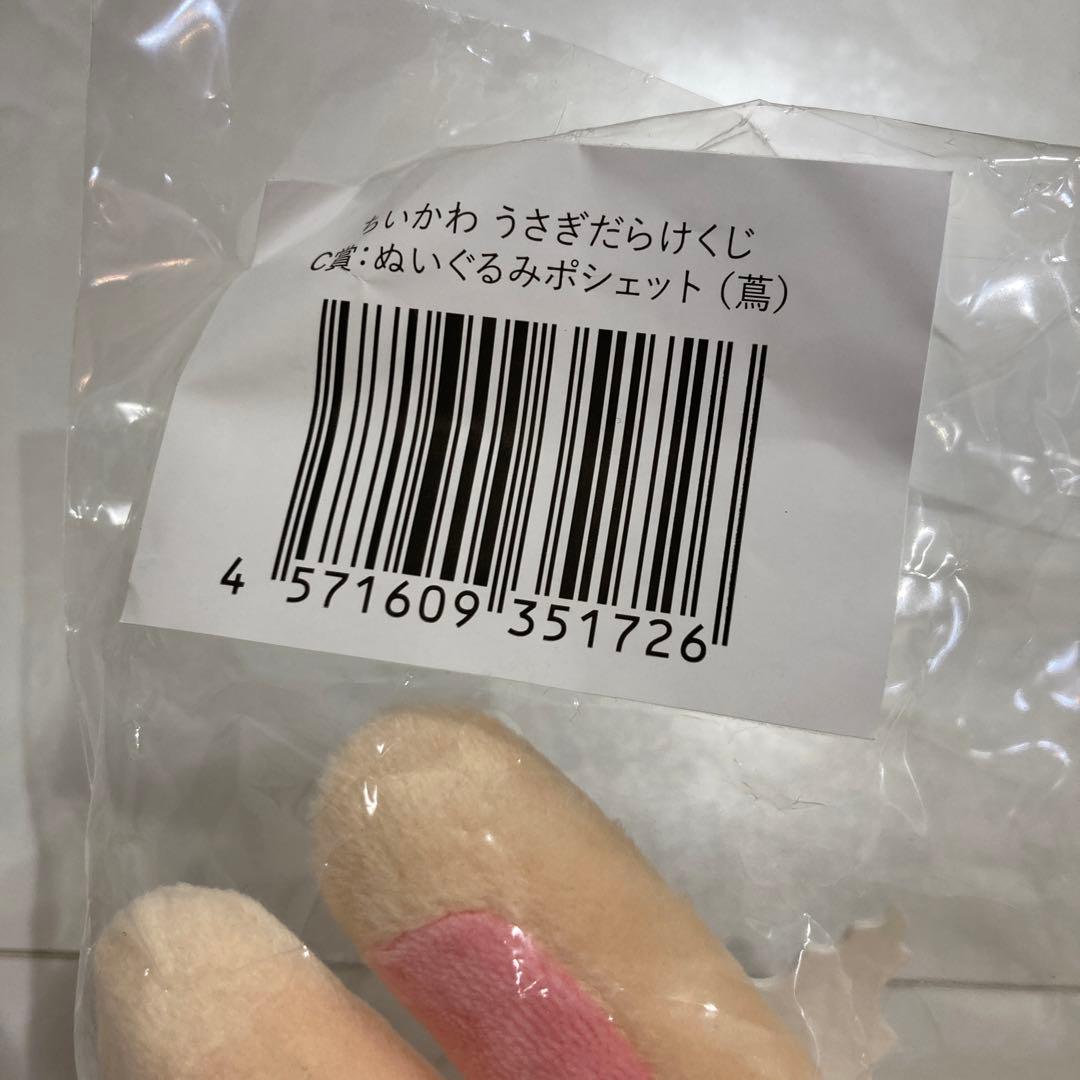 ちいかわ うさぎだらけくじ
C賞:ぬいぐるみポシェット(蔦)
4 571609 351726